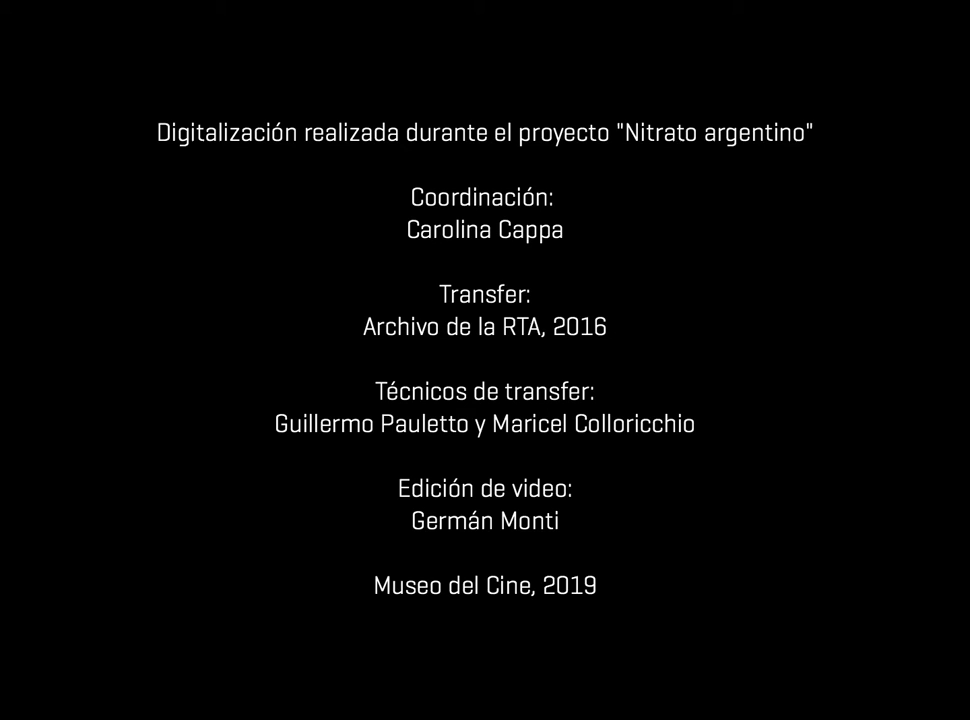 Digitalización realizada durante el proyecto "Nitrato argentino"
Coordinación:
Carolina Cappa
Transfer:
Archivo de la RTA, 2016
Técnicos de transfer:
Guillermo Pauletto y Maricel Colloricchio
Edición de video:
Germán Monti
Museo del Cine, 2019